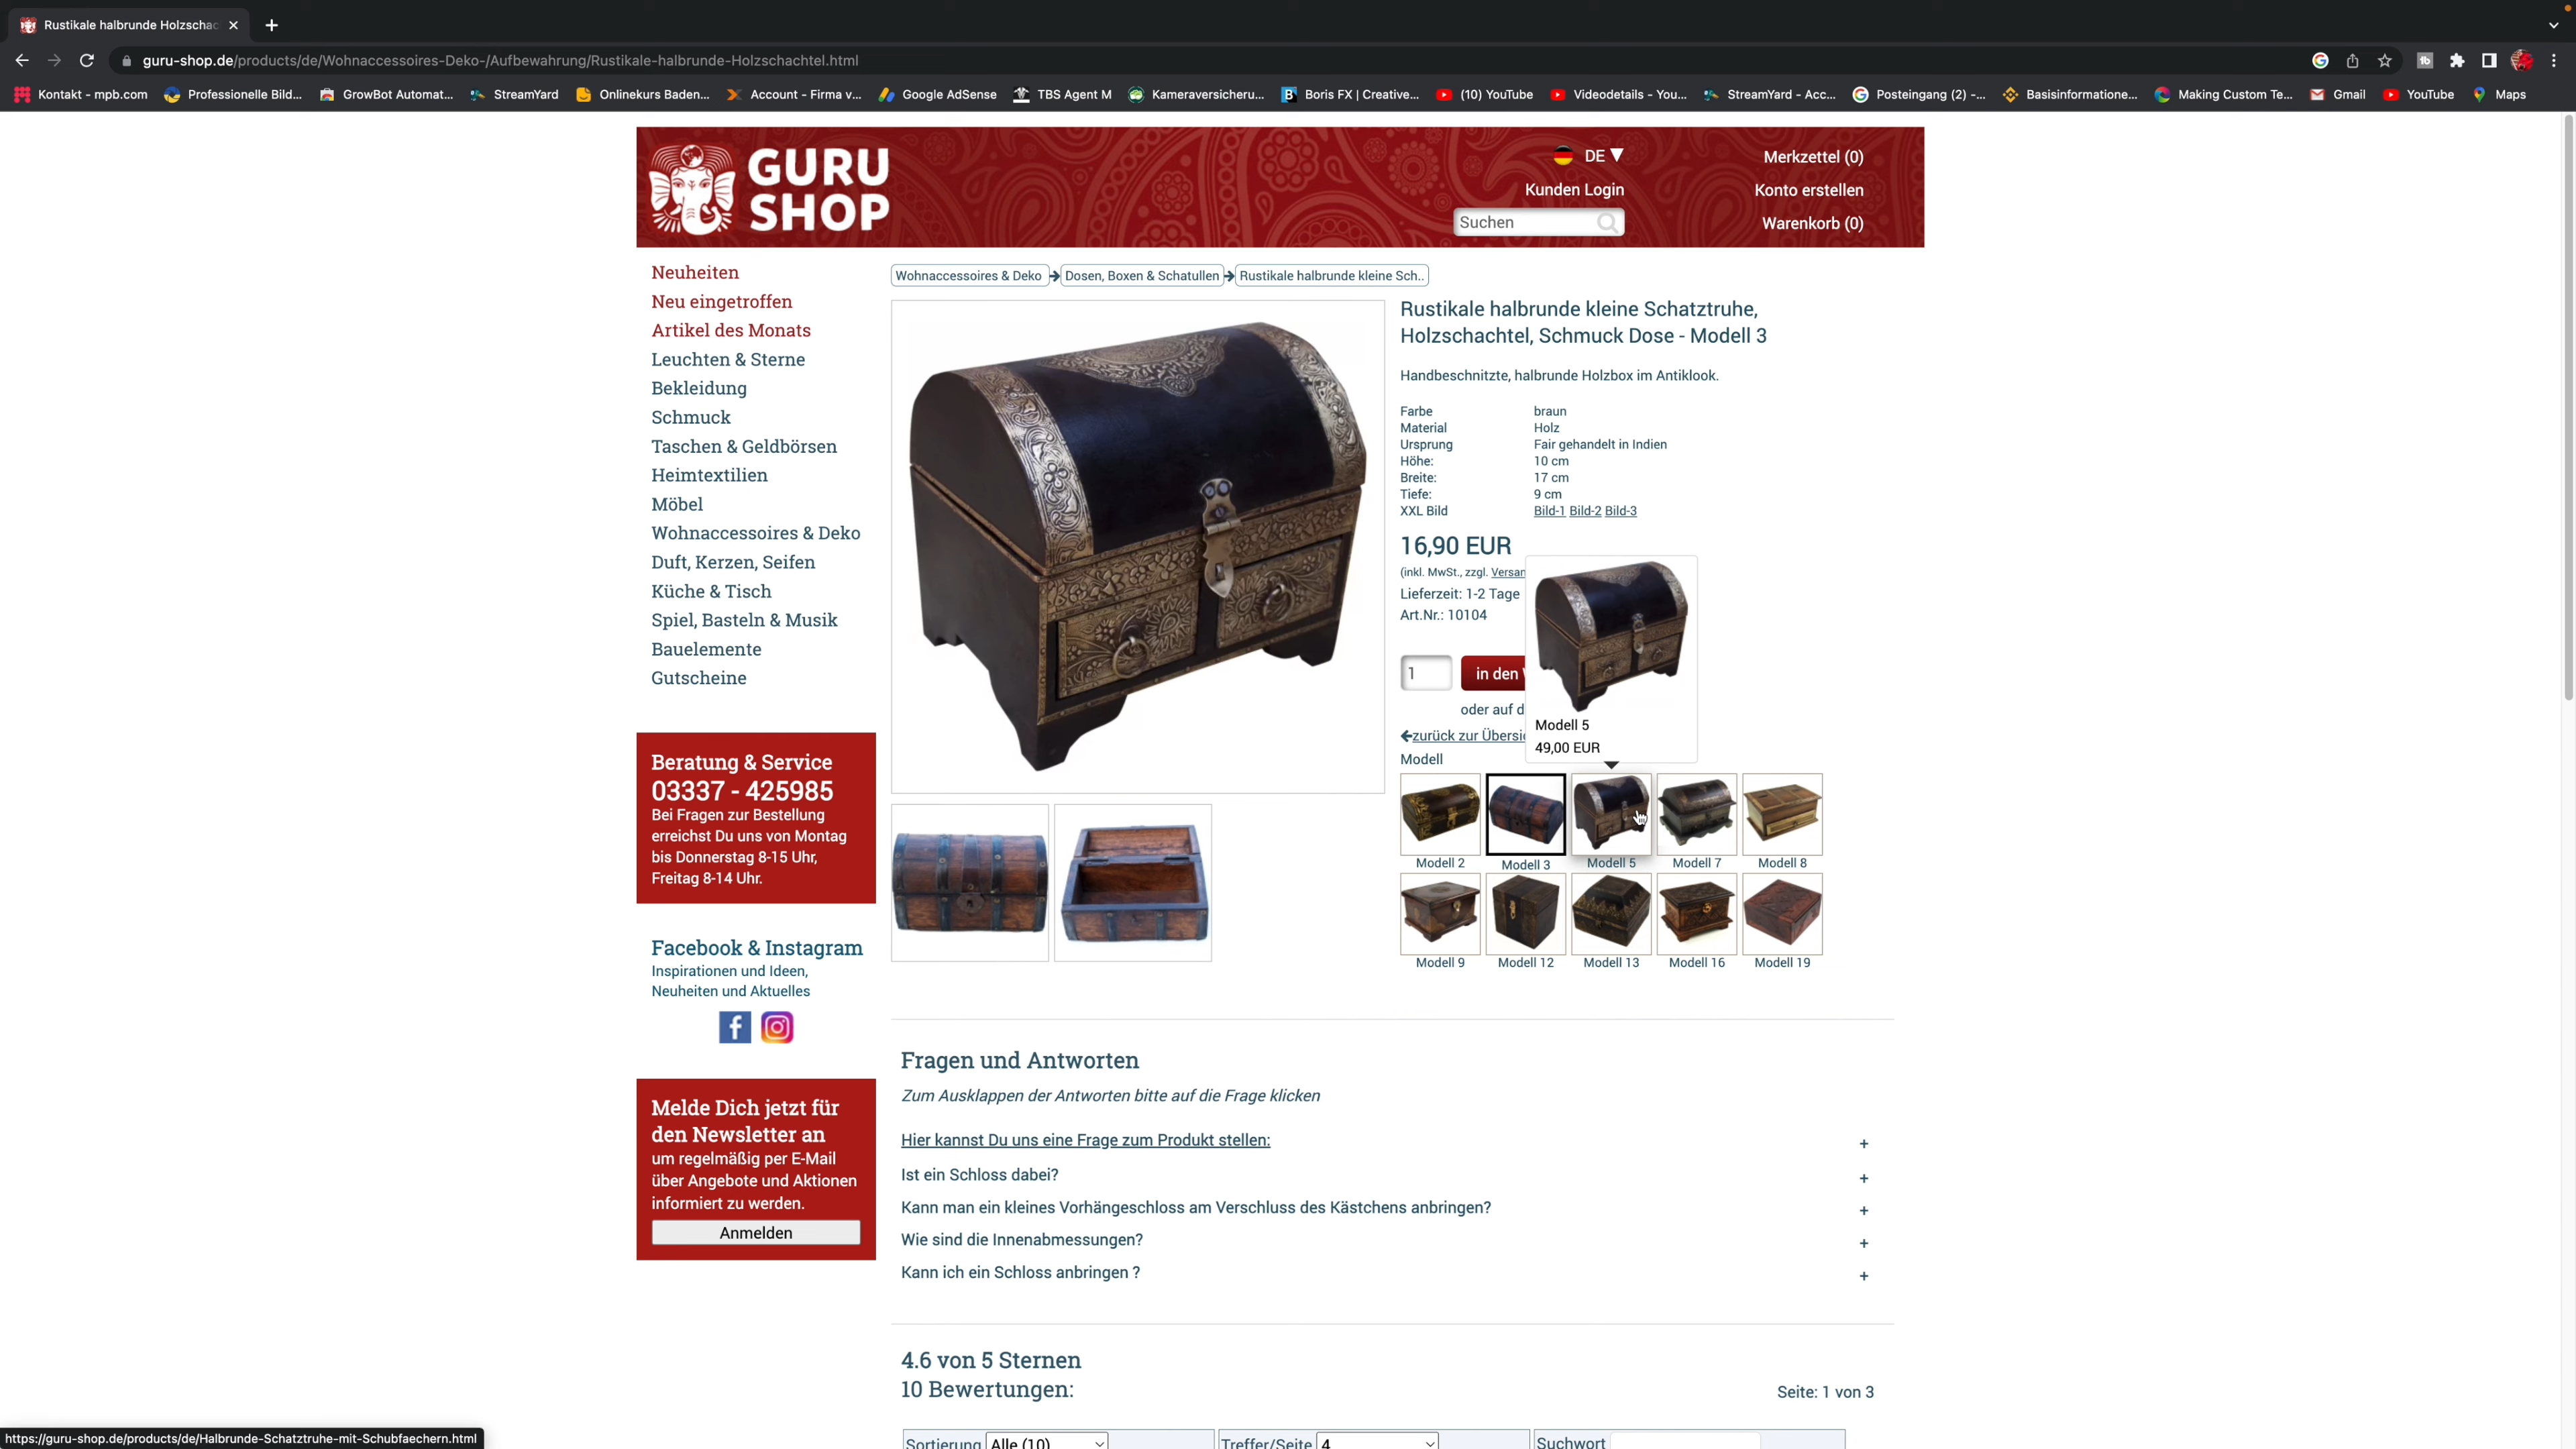 Rustikale halbrunde Holzschac
guru-shop.de/products/de/Wohnaccessoires-Deko-/Aufbewahrung/Rustikale-halbrunde-Holzschachtel.html
Kontakt - mpb.com
Professionelle Bild...
GrowBot Automat...
StreamYard
Onlinekurs Baden...
Account - Firma v...
Google AdSense
TBS Agent M
Kameraversicheru...
Boris FX | Creative...
(10) YouTube
Videodetails - You...
StreamYard - Acc...
Posteingang (2) -...
Basisinformatione...
Making Custom Te...
Gmail
YouTube
Maps
GURU
SHOP
DE
Kunden Login
Suchen
Merkzettel (0)
Konto erstellen
Warenkorb (0)
Neuheiten
Neu eingetroffen
Artikel des Monats
Leuchten & Sterne
Bekleidung
Schmuck
Taschen & Geldbörsen
Heimtextilien
Möbel
Wohnaccessoires & Deko
Duft, Kerzen, Seifen
Küche & Tisch
Spiel, Basteln & Musik
Bauelemente
Gutscheine
Beratung & Service
03337 - 425985
Bei Fragen zur Bestellung
erreichst Du uns von Montag
bis Donnerstag 8-15 Uhr,
Freitag 8-14 Uhr.
Facebook & Instagram
Inspirationen und Ideen,
Neuheiten und Aktuelles
Melde Dich jetzt für
den Newsletter an
um regelmäßig per E-Mail
über Angebote und Aktionen
informiert zu werden.
Anmelden
Wohnaccessoires & Deko
Dosen, Boxen & Schatullen
Rustikale halbrunde kleine Sch..
Rustikale halbrunde kleine Schatztruhe,
Holzschachtel, Schmuck Dose - Modell 3
Handbeschnitzte, halbrunde Holzbox im Antiklook.
Farbe braun
Material Holz
Ursprung Fair gehandelt in Indien
Höhe: 10 cm
Breite: 17 cm
Tiefe: 9 cm
XXL Bild Bild-1 Bild-2 Bild-3
16,90 EUR
(inkl. MwSt., zzgl. Versan
Lieferzeit: 1-2 Tage
Art.Nr.: 10104
1
in den
oder auf d
zurück zur Übersi
Modell
Modell 5
49,00 EUR
Modell 2
Modell 3
Modell 5
Modell 7
Modell 8
Modell 9
Modell 12
Modell 13
Modell 16
Modell 19
Fragen und Antworten
Zum Ausklappen der Antworten bitte auf die Frage klicken
Hier kannst Du uns eine Frage zum Produkt stellen: +
Ist ein Schloss dabei? +
Kann man ein kleines Vorhängeschloss am Verschluss des Kästchens anbringen? +
Wie sind die Innenabmessungen? +
Kann ich ein Schloss anbringen ? +
4.6 von 5 Sternen
10 Bewertungen:
Seite: 1 von 3
Sortierung Alle (10)
Treffer/Seite 4
Suchwort
https://guru-shop.de/products/de/Halbrunde-Schatztruhe-mit-Schubfaechern.html